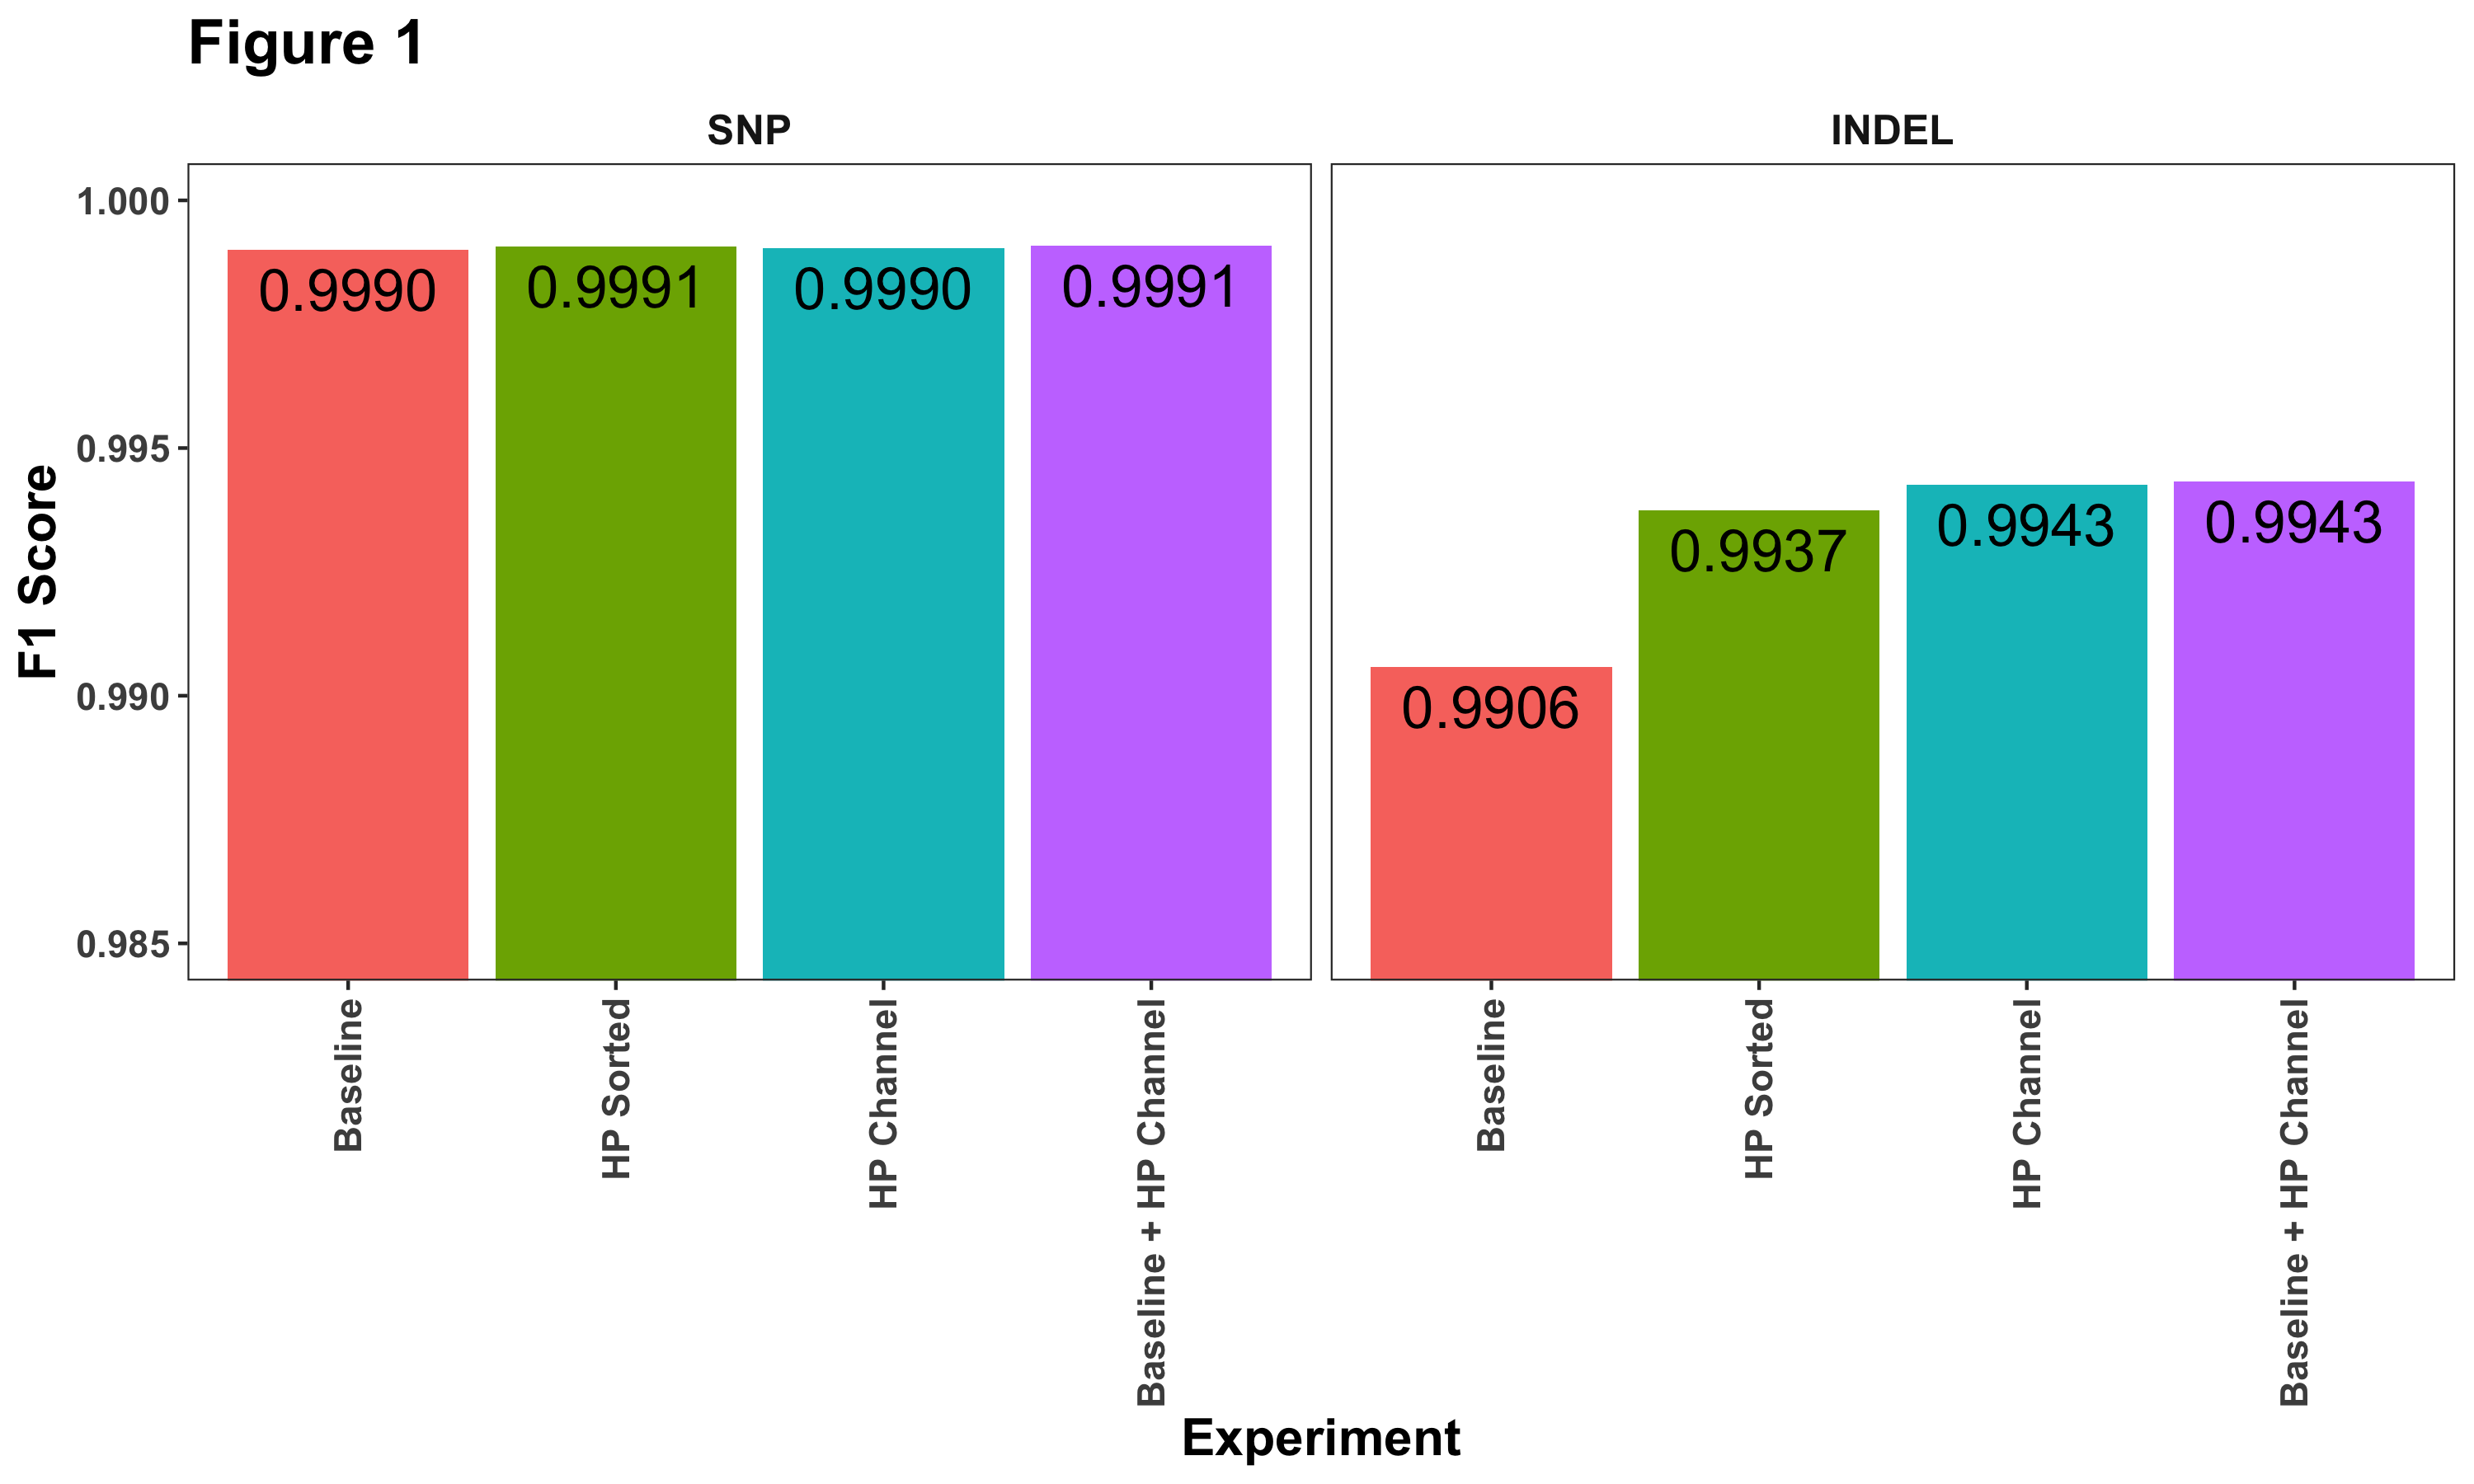 Figure 1
SNP
INDEL
F1 Score
1.000
0.995
0.990
0.985
0.9990
0.9991
0.9990
0.9991
0.9906
0.9937
0.9943
0.9943
Baseline
HP Sorted
HP Channel
Baseline + HP Channel
Baseline
HP Sorted
HP Channel
Baseline + HP Channel
Experiment